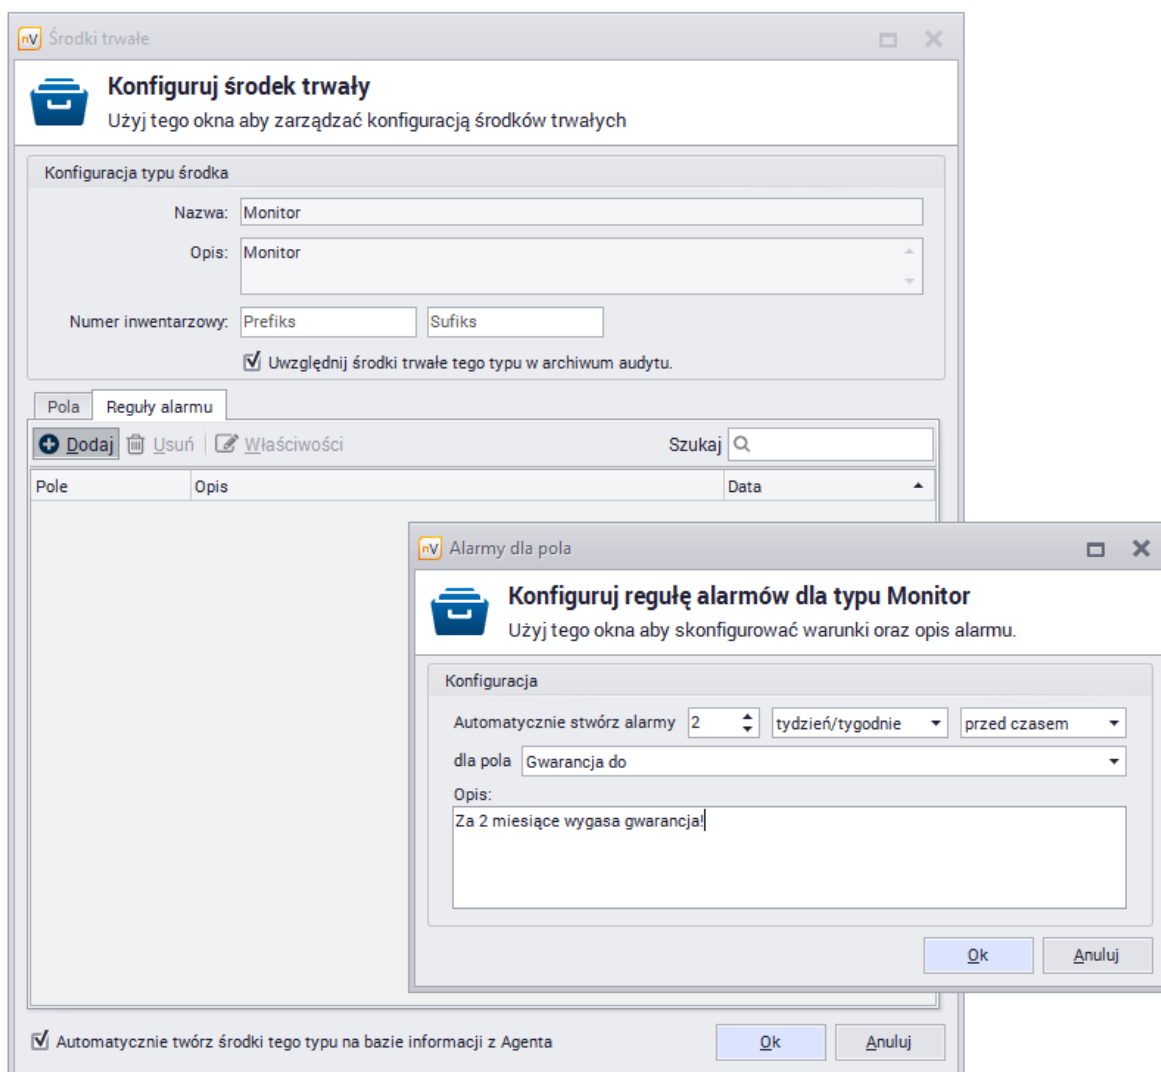 nV Środki trwałe
Konfiguruj środek trwały
Użyj tego okna aby zarządzać konfiguracją środków trwałych
Konfiguracja typu środka
Nazwa: Monitor
Opis: Monitor
Numer inwentarzowy: Prefiks Sufiks
Uwzględnij środki trwałe tego typu w archiwum audytu.
Pola Reguły alarmu
Dodaj Usuń Właściwości Szukaj
Pole Opis Data
nV Alarmy dla pola
Konfiguruj regułę alarmów dla typu Monitor
Użyj tego okna aby skonfigurować warunki oraz opis alarmu.
Konfiguracja
Automatycznie stwórz alarmy 2 tydzień/tygodnie przed czasem
dla pola Gwarancja do
Opis:
Za 2 miesiące wygasa gwarancja!
Ok Anuluj
Automatycznie twórz środki tego typu na bazie informacji z Agenta Ok Anuluj